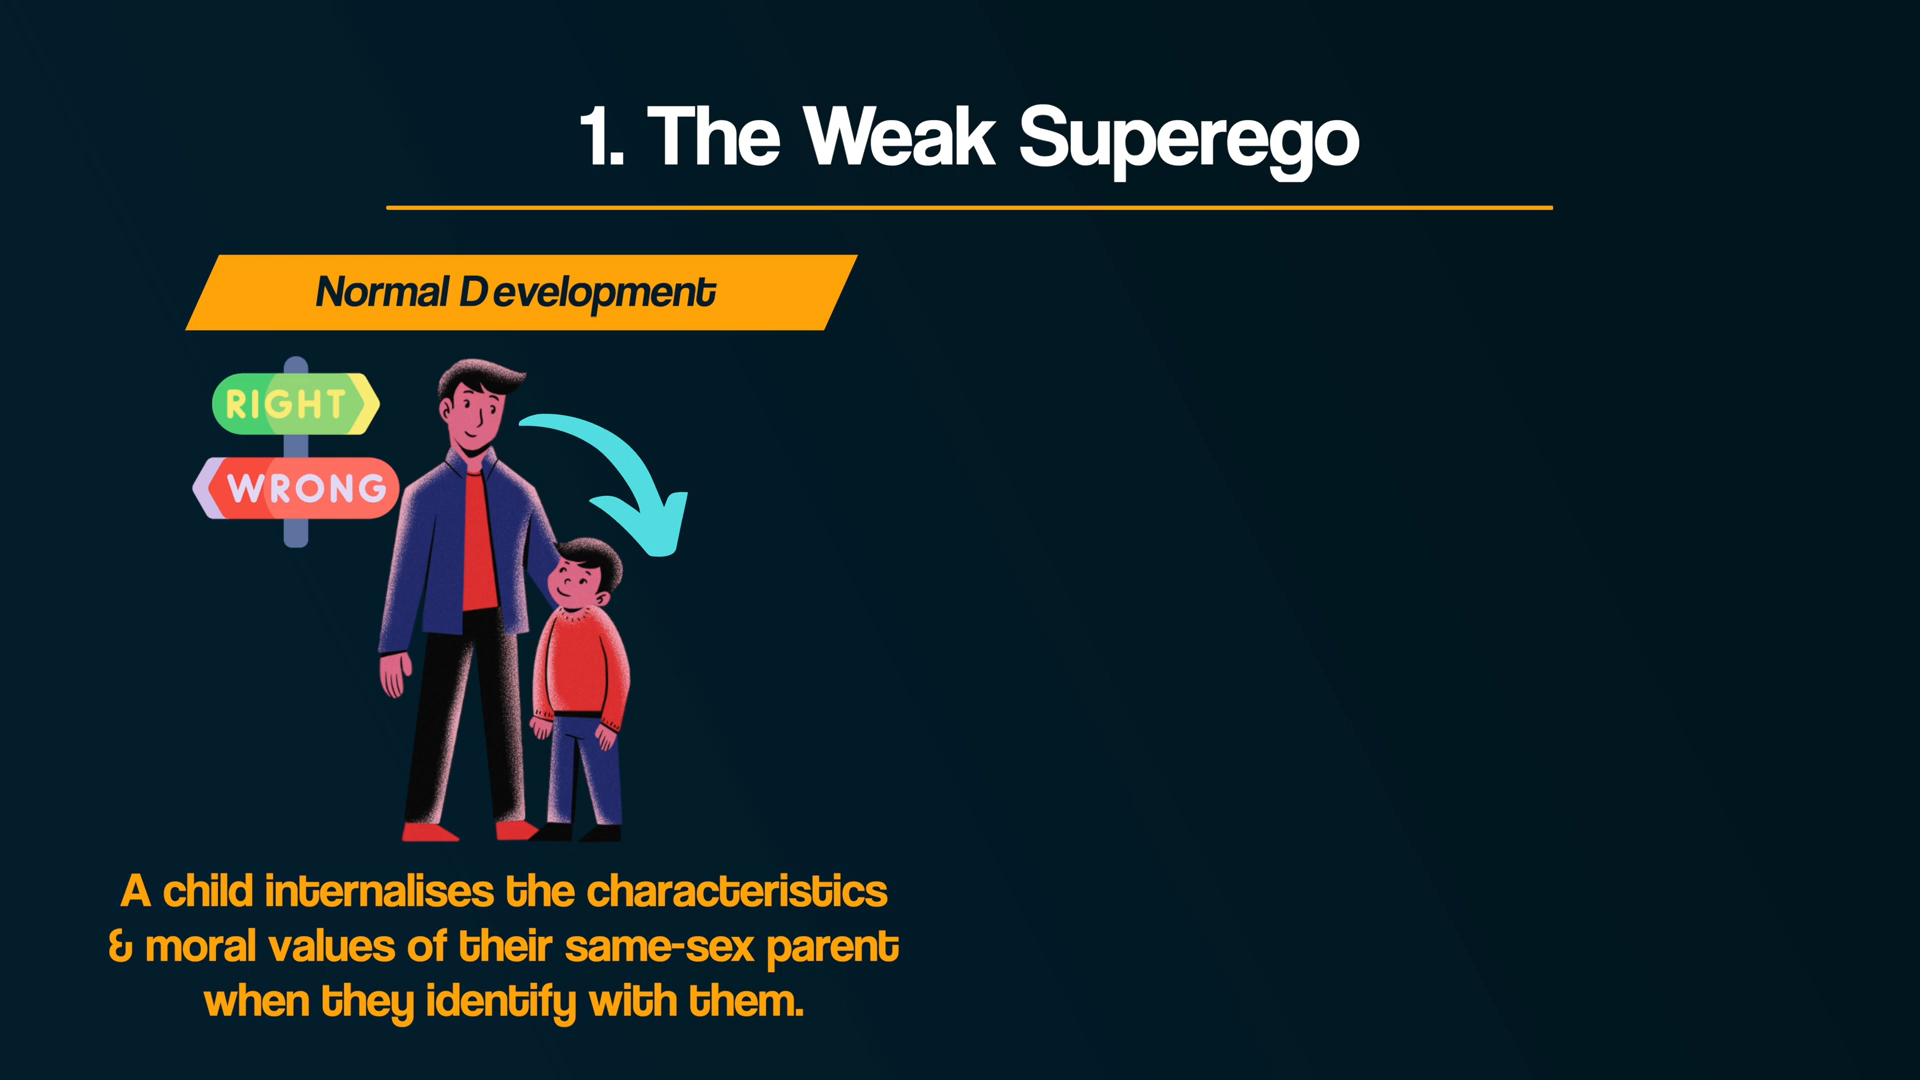 1. The Weak Superego
Normal Development
RIGHT
WRONG
A child internalises the characteristics
& moral values of their same-sex parent
when they identify with them.